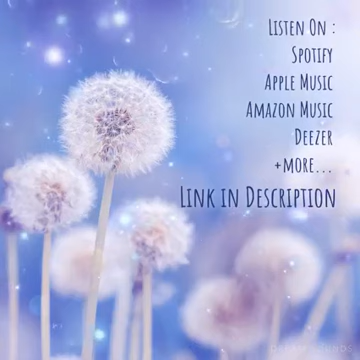 Listen On :
Spotify
Apple Music
Amazon Music
Deezer
+more...
Link in Description